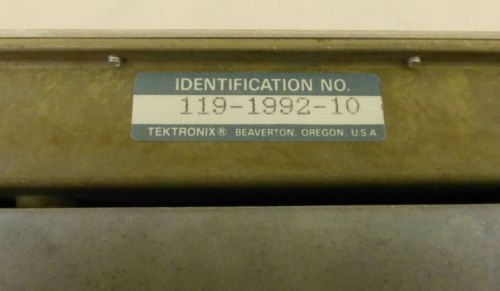 IDENTIFICATION NO.
119-1992-10
TEKTRONIX® BEAVERTON, OREGON, U.S.A